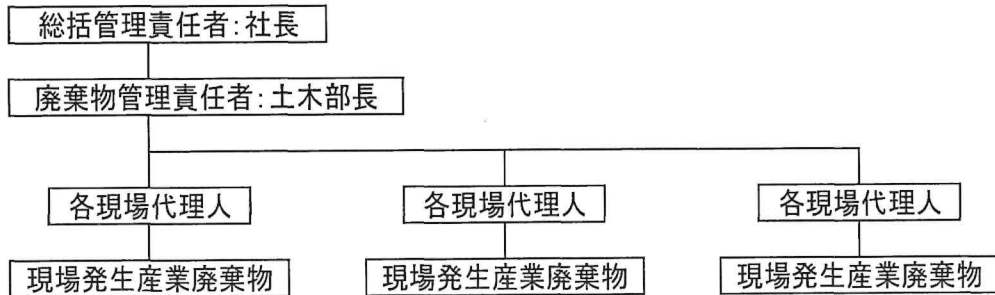 総括管理責任者:社長
廃棄物管理責任者:土木部長
各現場代理人 各現場代理人 各現場代理人
現場発生産業廃棄物 現場発生産業廃棄物 現場発生産業廃棄物